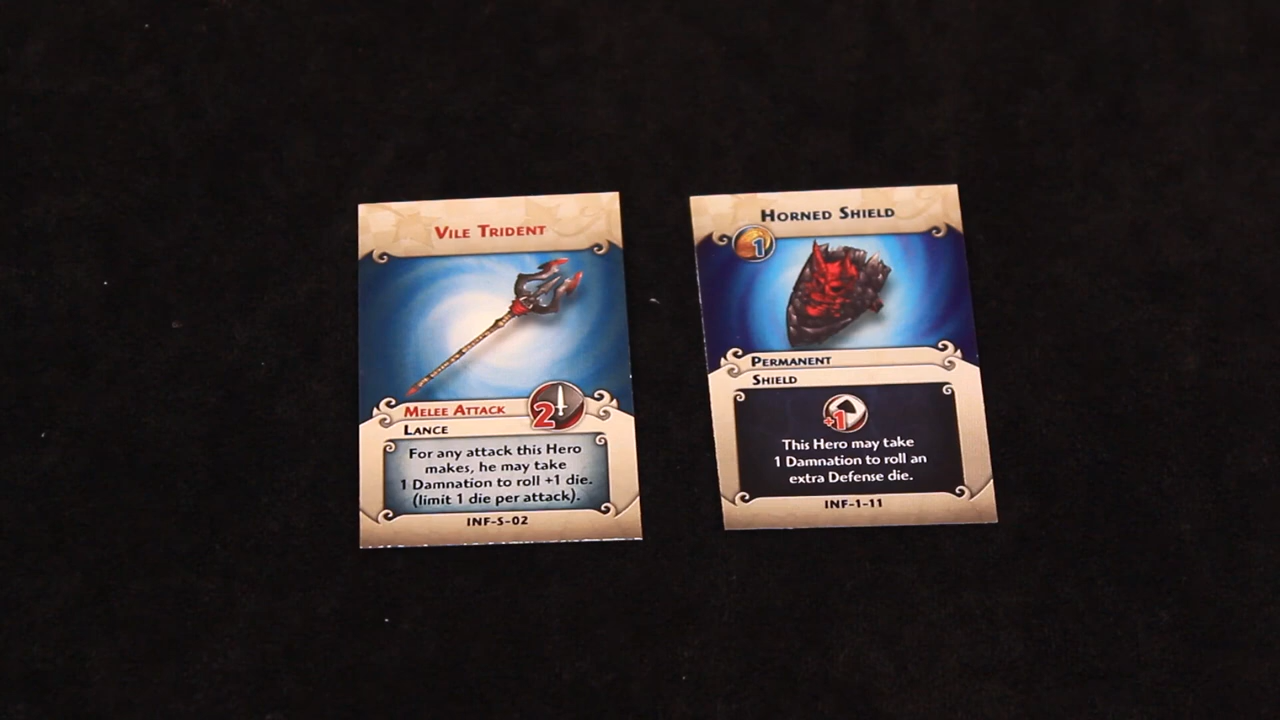 VILE TRIDENT
MELEE ATTACK
2
LANCE
For any attack this Hero
makes, he may take
1 Damnation to roll +1 die.
(limit 1 die per attack).
INF-S-02
HORNED SHIELD
1
PERMANENT
SHIELD
+1
This Hero may take
1 Damnation to roll an
extra Defense die.
INF-1-11